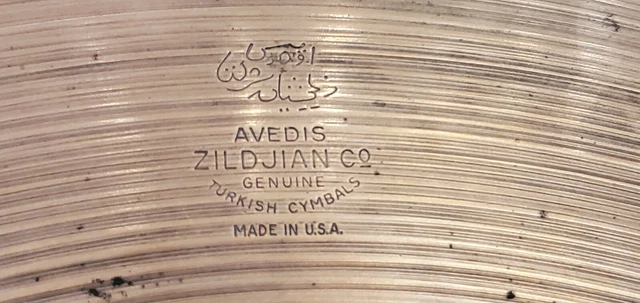 AVEDIS
ZILDJIAN CO
GENUINE
TURKISH CYMBALS
MADE IN U.S.A.